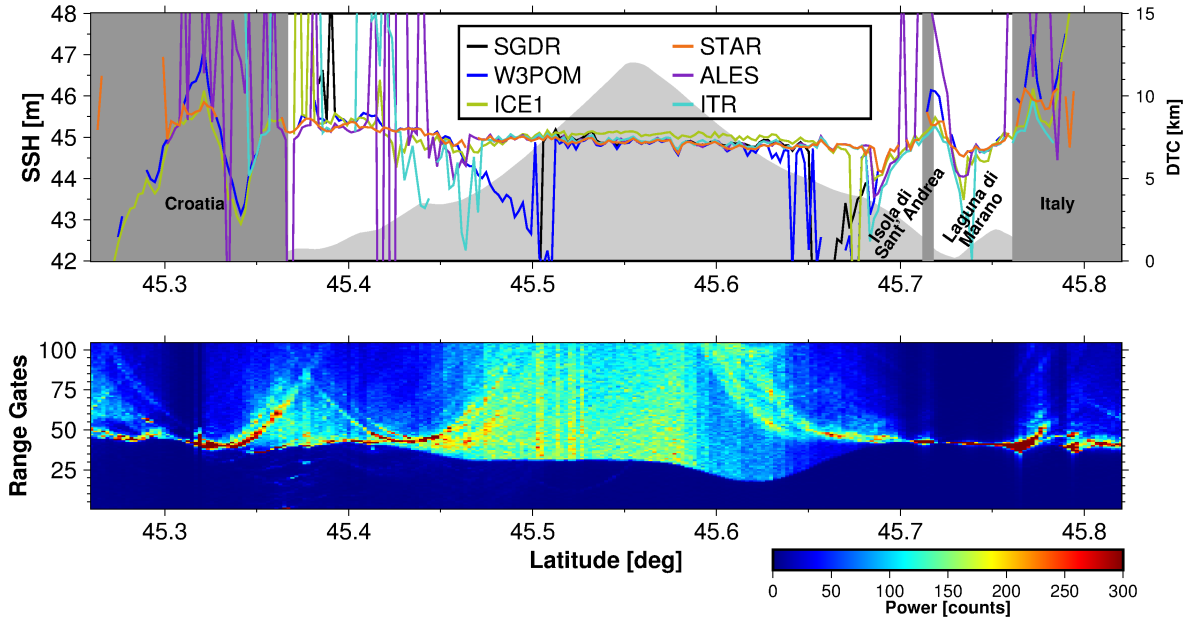 48
47
46
45
44
43
42
SSH [m]
SGDR
W3POM
ICE1
STAR
ALES
ITR
15
10
5
0
DTC [km]
Croatia
Isola di
Sant' Andrea
Laguna di
Marano
Italy
45.3 45.4 45.5 45.6 45.7 45.8
100
75
50
25
Range Gates
45.3 45.4 45.5 45.6 45.7 45.8
Latitude [deg]
0 50 100 150 200 250 300
Power [counts]